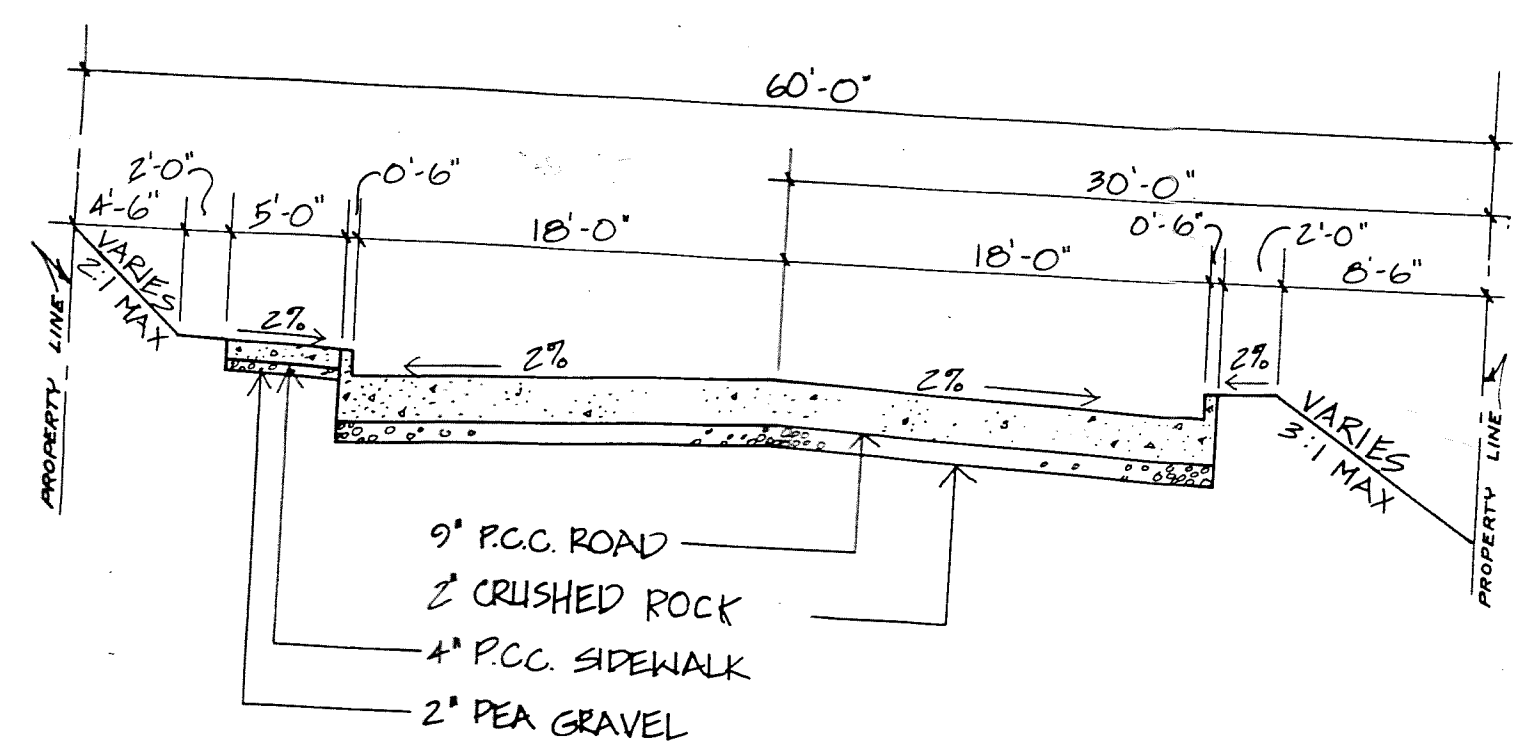 60'-0"
30'-0"
2'-0"
0'-6"
4'-6"
5'-0"
18'-0"
18'-0"
0'-6"
2'-0"
8'-6"
VARIES
2:1 MAX
2%
2%
2%
2%
VARIES
3:1 MAX
PROPERTY LINE
PROPERTY LINE
9" P.C.C. ROAD
2" CRUSHED ROCK
4" P.C.C. SIDEWALK
2" PEA GRAVEL